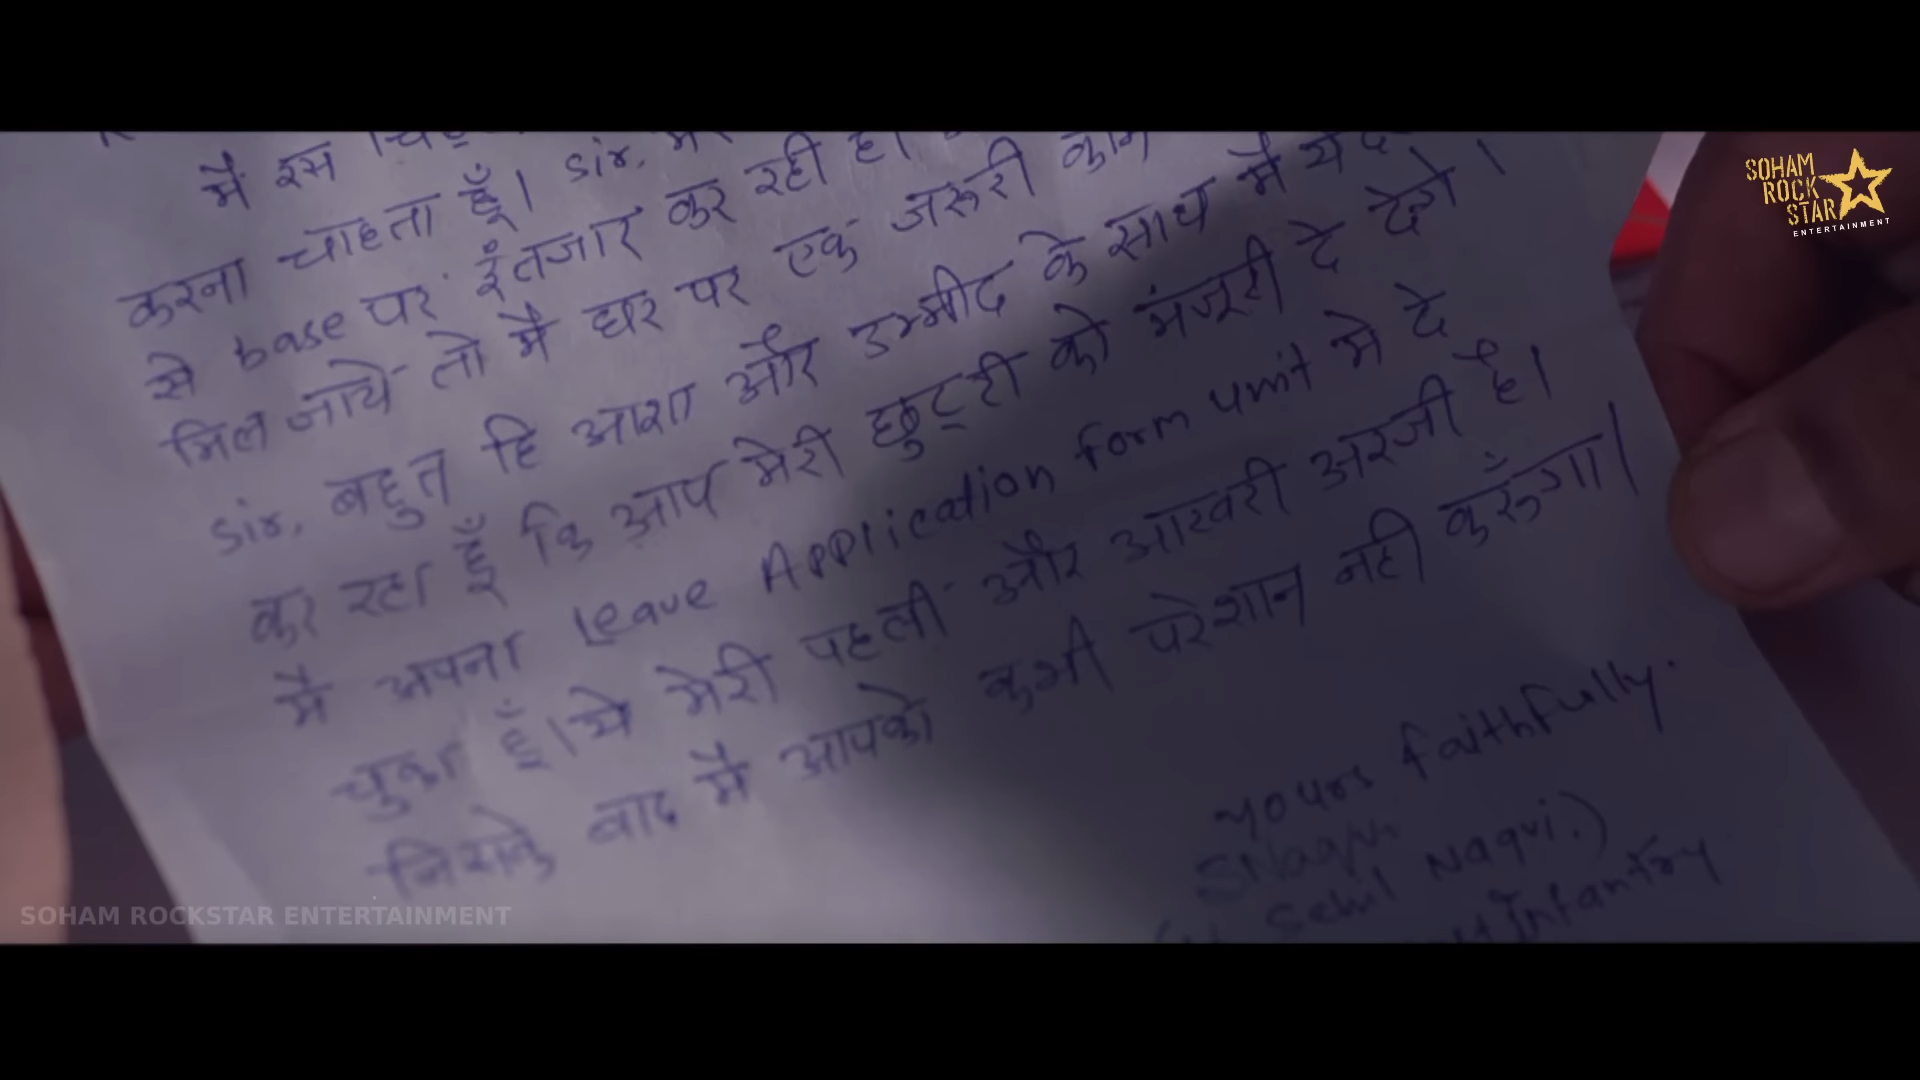 मैं इस
करना चाहता हूँ। Sir,
से base पर इंतजार कर रही है।
मिल जाये तो मैं घर पर एक जरूरी काम
Sir, बहुत हि आशा और उम्मीद के साथ मैं ये
कर रहा हूँ कि आप मेरी छुट्टी को मंजूरी दे देंगे।
मैं अपना Leave Application form unit मे दे
चुका हूँ। ये मेरी पहली और आखरी अरजी है।
जिसके बाद मैं आपको कभी परेशान नही करूँगा।
yours faithfully.
SNaqvi
Sehil Naqvi.)
Infantry
SOHAM
ROCK
STAR
ENTERTAINMENT
SOHAM ROCKSTAR ENTERTAINMENT